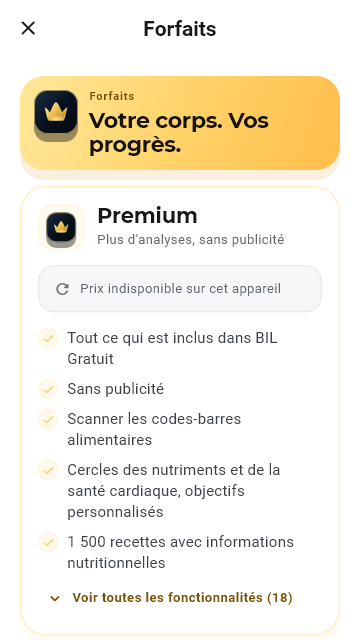 Forfaits
Forfaits
Votre corps. Vos
progrès.
Premium
Plus d'analyses, sans publicité
Prix indisponible sur cet appareil
Tout ce qui est inclus dans BIL
Gratuit
Sans publicité
Scanner les codes-barres
alimentaires
Cercles des nutriments et de la
santé cardiaque, objectifs
personnalisés
1 500 recettes avec informations
nutritionnelles
Voir toutes les fonctionnalités (18)